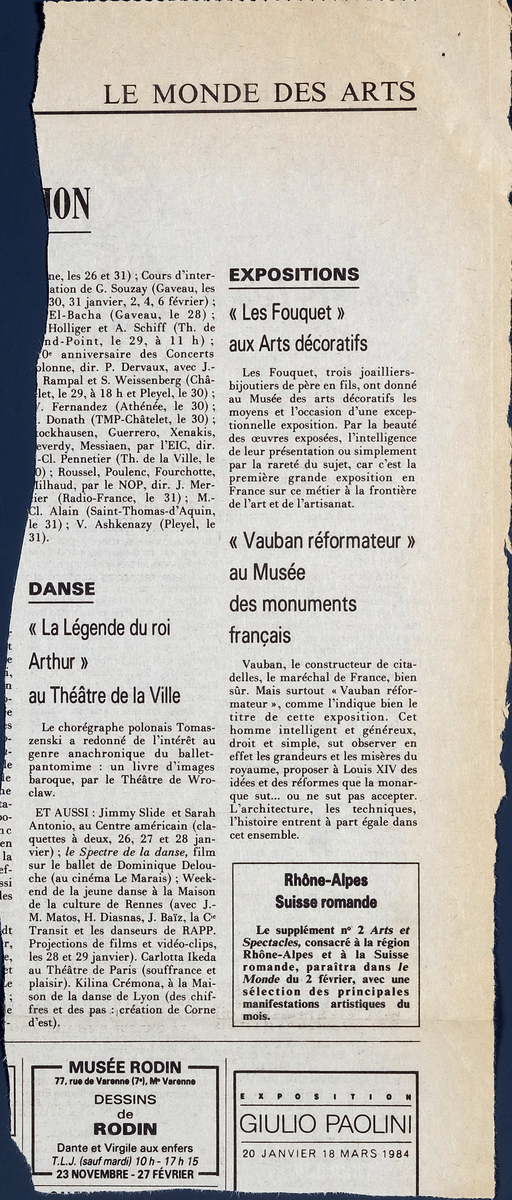 LE MONDE DES ARTS
ION
ne, les 26 et 31) ; Cours d'inter-
ation de G. Souzay (Gaveau, les
30, 31 janvier, 2, 4, 6 février) ;
El-Bacha (Gaveau, le 28) ;
Holliger et A. Schiff (Th. de
nd-Point, le 29, à 11 h) ;
0e anniversaire des Concerts
olonne, dir. P. Dervaux, avec J.-
Rampal et S. Weissenberg (Châ-
let, le 29, à 18 h et Pleyel, le 30) ;
. Fernandez (Athénée, le 30) ;
. Donath (TMP-Châtelet, le 30) ;
ockhausen, Guerrero, Xenakis,
everdy, Messiaen, par l'EIC, dir.
-Cl. Pennetier (Th. de la Ville, le
0) ; Roussel, Poulenc, Fourchotte,
Milhaud, par le NOP, dir. J. Mer-
ier (Radio-France, le 31) ; M.-
Cl. Alain (Saint-Thomas-d'Aquin,
le 31) ; V. Ashkenazy (Pleyel, le
31).
DANSE
« La Légende du roi
Arthur »
au Théâtre de la Ville
Le chorégraphe polonais Tomas-
zenski a redonné de l'intérêt au
genre anachronique du ballet-
pantomime : un livre d'images
baroque, par le Théâtre de Wro-
claw.
ET AUSSI : Jimmy Slide et Sarah
Antonio, au Centre américain (cla-
quettes à deux, 26, 27 et 28 jan-
vier) ; le Spectre de la danse, film
sur le ballet de Dominique Delou-
che (au cinéma Le Marais) ; Week-
end de la jeune danse à la Maison
de la culture de Rennes (avec J.-
M. Matos, H. Diasnas, J. Baïz, la Cie
Transit et les danseurs de RAPP.
Projections de films et vidéo-clips,
les 28 et 29 janvier). Carlotta Ikeda
au Théâtre de Paris (souffrance et
plaisir). Kilina Crémona, à la Mai-
son de la danse de Lyon (des chif-
fres et des pas : création de Corne
d'est).
EXPOSITIONS
« Les Fouquet »
aux Arts décoratifs
Les Fouquet, trois joailliers-
bijoutiers de père en fils, ont donné
au Musée des arts décoratifs les
moyens et l'occasion d'une excep-
tionnelle exposition. Par la beauté
des œuvres exposées, l'intelligence
de leur présentation ou simplement
par la rareté du sujet, car c'est la
première grande exposition en
France sur ce métier à la frontière
de l'art et de l'artisanat.
« Vauban réformateur »
au Musée
des monuments
français
Vauban, le constructeur de cita-
delles, le maréchal de France, bien
sûr. Mais surtout « Vauban réfor-
mateur », comme l'indique bien le
titre de cette exposition. Cet
homme intelligent et généreux,
droit et simple, sut observer en
effet les grandeurs et les misères du
royaume, proposer à Louis XIV des
idées et des réformes que la monar-
que sut... ou ne sut pas accepter.
L'architecture, les techniques,
l'histoire entrent à part égale dans
cet ensemble.
Rhône-Alpes
Suisse romande
Le supplément n° 2 Arts et
Spectacles, consacré à la région
Rhône-Alpes et à la Suisse
romande, paraîtra dans le
Monde du 2 février, avec une
sélection des principales
manifestations artistiques du
mois.
MUSÉE RODIN
77, rue de Varenne (7e), Mo Varenne
DESSINS
de
RODIN
Dante et Virgile aux enfers
T.L.J. (sauf mardi) 10 h - 17 h 15
23 NOVEMBRE - 27 FÉVRIER
EXPOSITION
GIULIO PAOLINI
20 JANVIER 18 MARS 1984